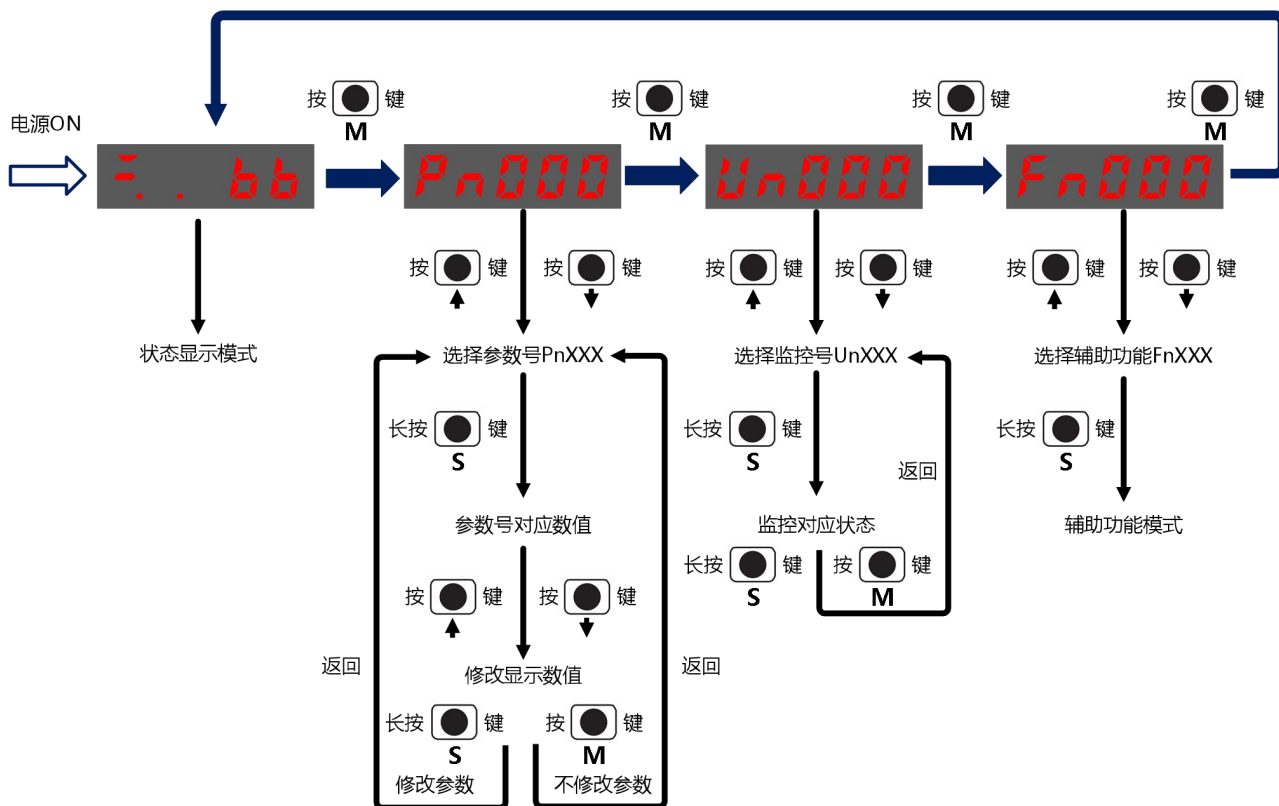 按 键 按 键 按 键 按 键
M M M M
电源ON
bb Pn000 Un000 Fn000
按 键 按 键 按 键 按 键 按 键 按 键
状态显示模式 选择参数号PnXXX 选择监控号UnXXX 选择辅助功能FnXXX
长按 键 长按 键 长按 键
S S S
返回
参数号对应数值 监控对应状态 辅助功能模式
长按 键 按 键
S M
按 键 按 键
返回 修改显示数值 返回
长按 键 按 键
S M
修改参数 不修改参数